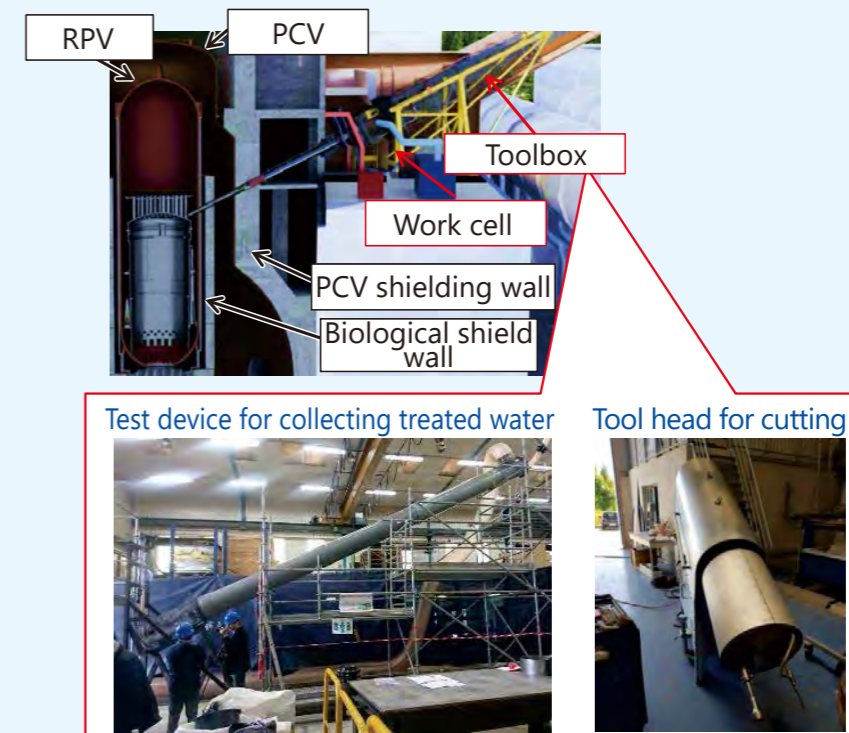 RPV
PCV
Toolbox
Work cell
PCV shielding wall
Biological shield
wall
Test device for collecting treated water
Tool head for cutting